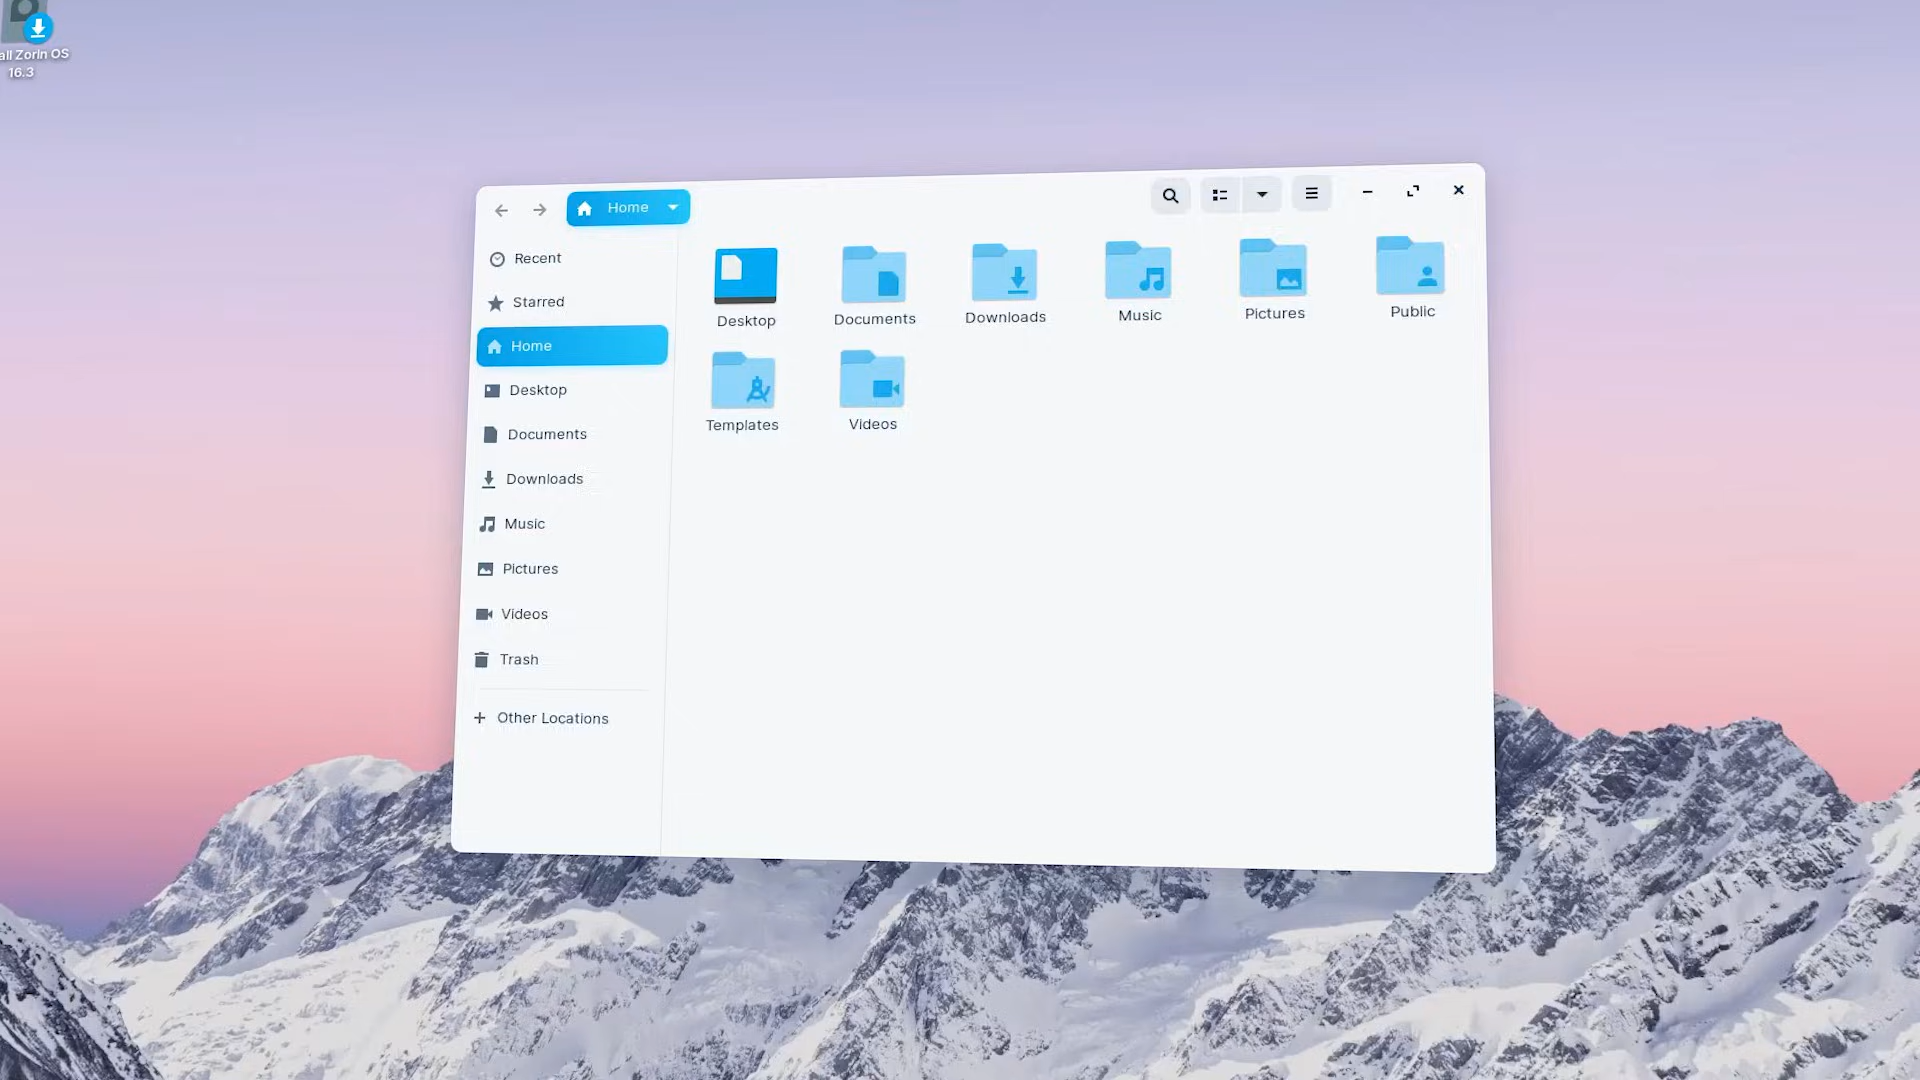 all Zorin OS
16.3
Home
Recent
Starred
Home
Desktop
Documents
Downloads
Music
Pictures
Videos
Trash
Other Locations
Desktop
Documents
Downloads
Music
Pictures
Public
Templates
Videos